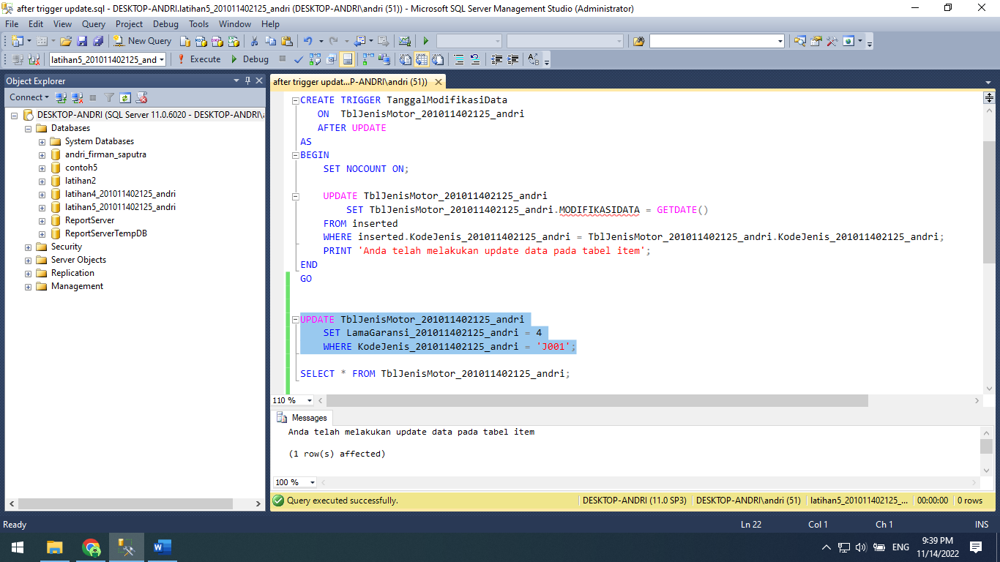 after trigger update.sql - DESKTOP-ANDRI.latihan5_201011402125_andri (DESKTOP-ANDRI\andri (51)) - Microsoft SQL Server Management Studio (Administrator)
File Edit View Query Project Debug Tools Window Help
New Query
latihan5_201011402125_and Execute Debug
Object Explorer
Connect
DESKTOP-ANDRI (SQL Server 11.0.6020 - DESKTOP-ANDRI\
Databases
System Databases
andri_firman_saputra
contoh5
latihan2
latihan4_201011402125_andri
latihan5_201011402125_andri
ReportServer
ReportServerTempDB
Security
Server Objects
Replication
Management
after trigger updat...P-ANDRI\andri (51))
CREATE TRIGGER TanggalModifikasiData
ON TblJenisMotor_201011402125_andri
AFTER UPDATE
AS
BEGIN
SET NOCOUNT ON;
UPDATE TblJenisMotor_201011402125_andri
SET TblJenisMotor_201011402125_andri.MODIFIKASIDATA = GETDATE()
FROM inserted
WHERE inserted.KodeJenis_201011402125_andri = TblJenisMotor_201011402125_andri.KodeJenis_201011402125_andri;
PRINT 'Anda telah melakukan update data pada tabel item';
END
GO
UPDATE TblJenisMotor_201011402125_andri
SET LamaGaransi_201011402125_andri = 4
WHERE KodeJenis_201011402125_andri = 'J001';
SELECT * FROM TblJenisMotor_201011402125_andri;
110 %
Messages
Anda telah melakukan update data pada tabel item
(1 row(s) affected)
100 %
Query executed successfully. DESKTOP-ANDRI (11.0 SP3) DESKTOP-ANDRI\andri (51) latihan5_201011402125_... 00:00:00 0 rows
Ready Ln 22 Col 1 Ch 1 INS
ENG
9:39 PM
11/14/2022